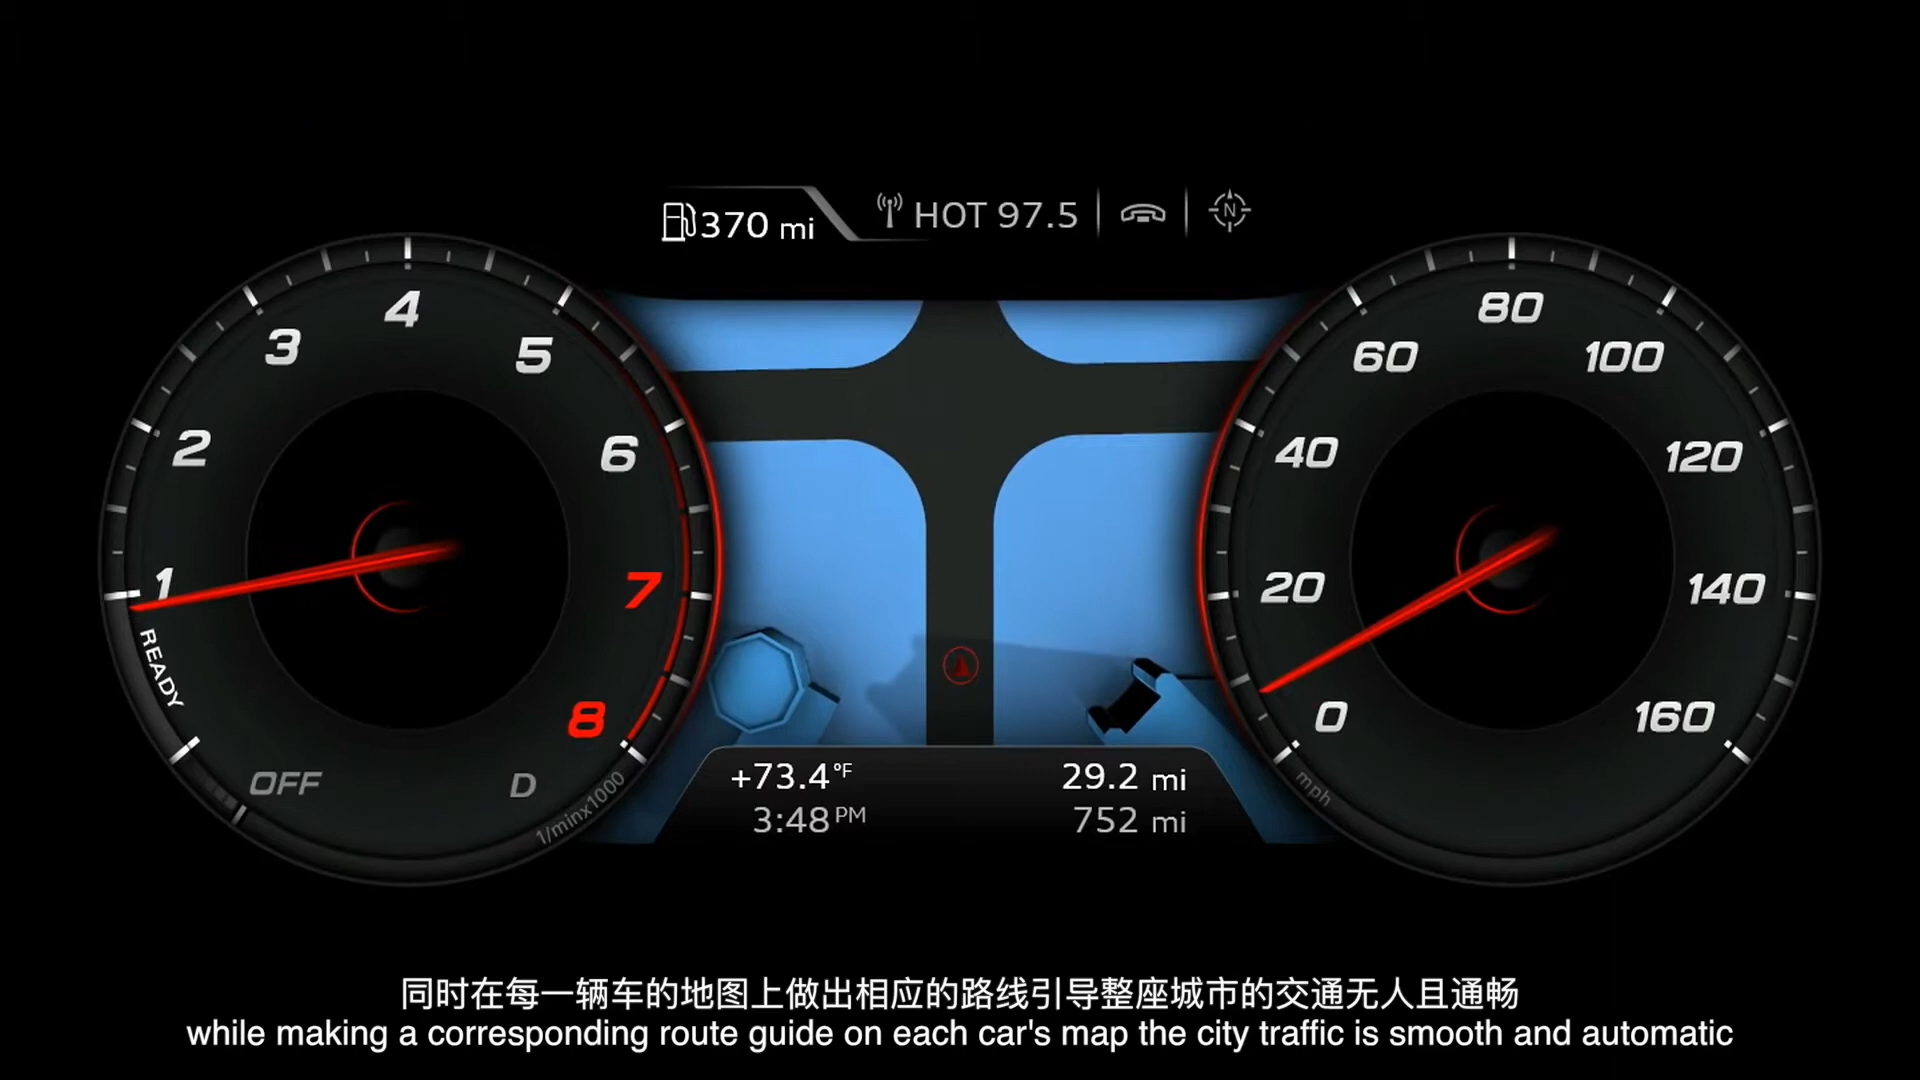 370 mi
HOT 97.5
N
1
2
3
4
5
6
7
8
READY
OFF
D
1/minx1000
0
20
40
60
80
100
120
140
160
mph
+73.4°F
29.2 mi
3:48 PM
752 mi
同时在每一辆车的地图上做出相应的路线引导整座城市的交通无人且通畅
while making a corresponding route guide on each car's map the city traffic is smooth and automatic